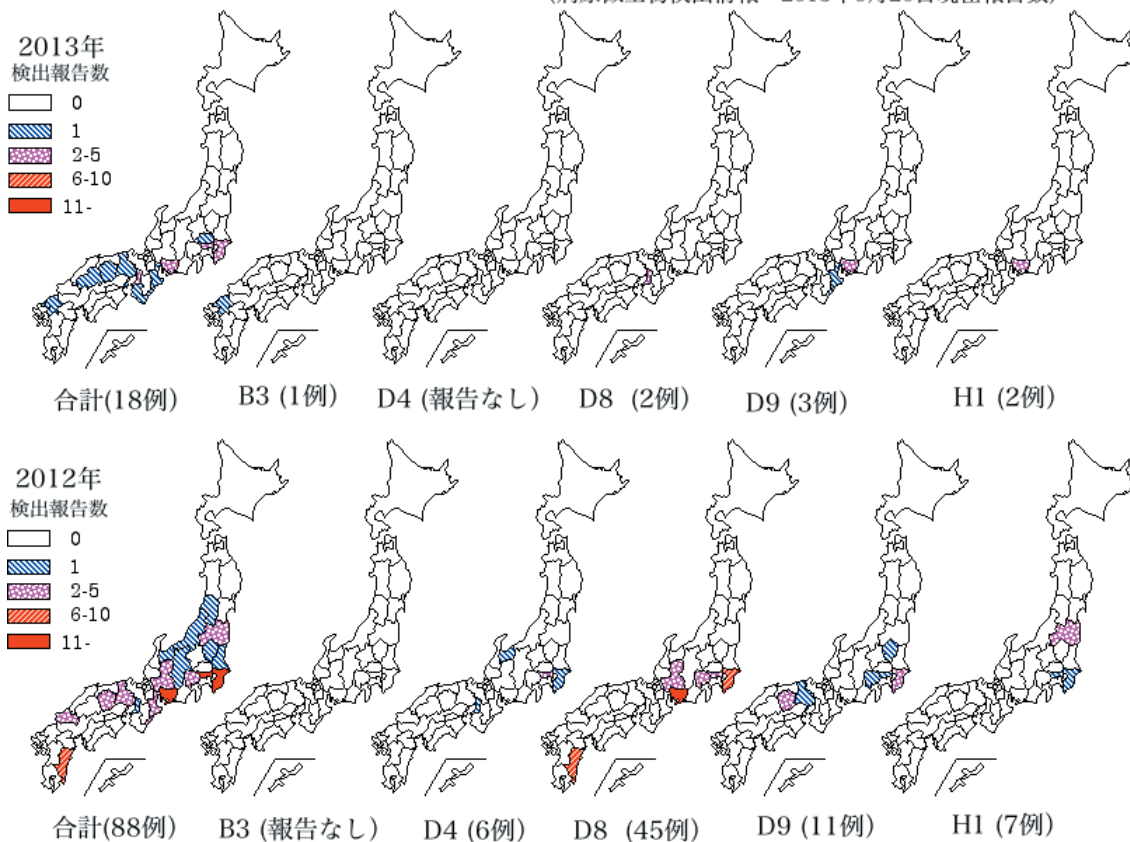 2013年
検出報告数
0
1
2-5
6-10
11-
合計(18例)
B3 (1例)
D4 (報告なし)
D8 (2例)
D9 (3例)
H1 (2例)
2012年
検出報告数
0
1
2-5
6-10
11-
合計(88例)
B3 (報告なし)
D4 (6例)
D8 (45例)
D9 (11例)
H1 (7例)